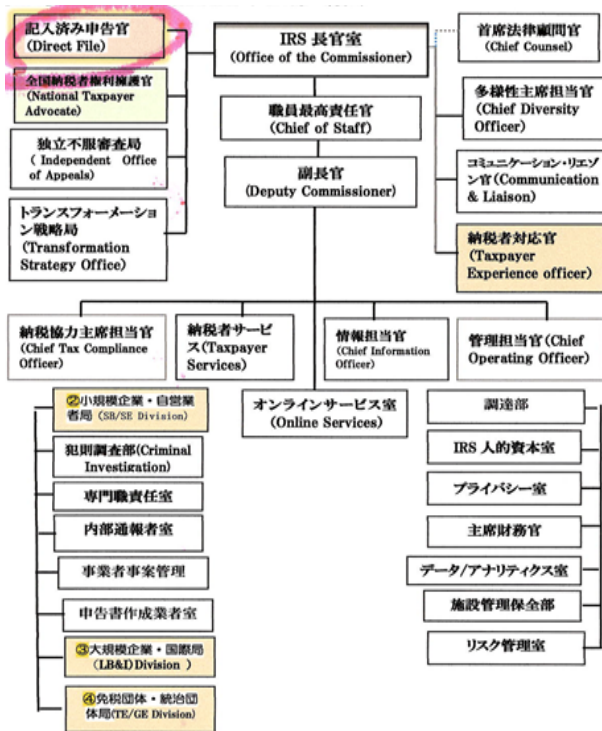 記入済み申告官
(Direct File)
全国納税者権利擁護官
(National Taxpayer
Advocate)
独立不服審査局
( Independent Office
of Appeals)
トランスフォーメーション
戦略局
(Transformation
Strategy Office)
IRS 長官室
(Office of the Commissioner)
職員最高責任官
(Chief of Staff)
副長官
(Deputy Commissioner)
首席法律顧問官
(Chief Counsel)
多様性主席担当官
(Chief Diversity
Officer)
コミュニケーション・リエゾ
ン官(Communication
& Liaison)
納税者対応官
(Taxpayer
Experience officer)
納税協力主席担当官
(Chief Tax Compliance
Officer)
納税者サービ
ス(Taxpayer
Services)
情報担当官
(Chief Information
Officer)
管理担当官(Chief
Operating Officer)
②小規模企業・自営業
者局 (SB/SE Division)
犯則調査部(Criminal
Investigation)
専門職責任室
内部通報者室
事業者事案管理
申告書作成業者室
③大規模企業・国際局
(LB&I) Division )
④免税団体・統治団
体局(TE/GE Division)
オンラインサービス室
(Online Services)
調達部
IRS 人的資本室
プライバシー室
主席財務官
データ/アナリティクス室
施設管理保全部
リスク管理室